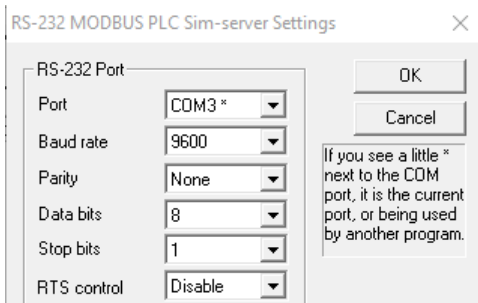 RS-232 MODBUS PLC Sim-server Settings
RS-232 Port
Port COM3 *
Baud rate 9600
Parity None
Data bits 8
Stop bits 1
RTS control Disable
OK
Cancel
If you see a little *
next to the COM
port, it is the current
port, or being used
by another program.